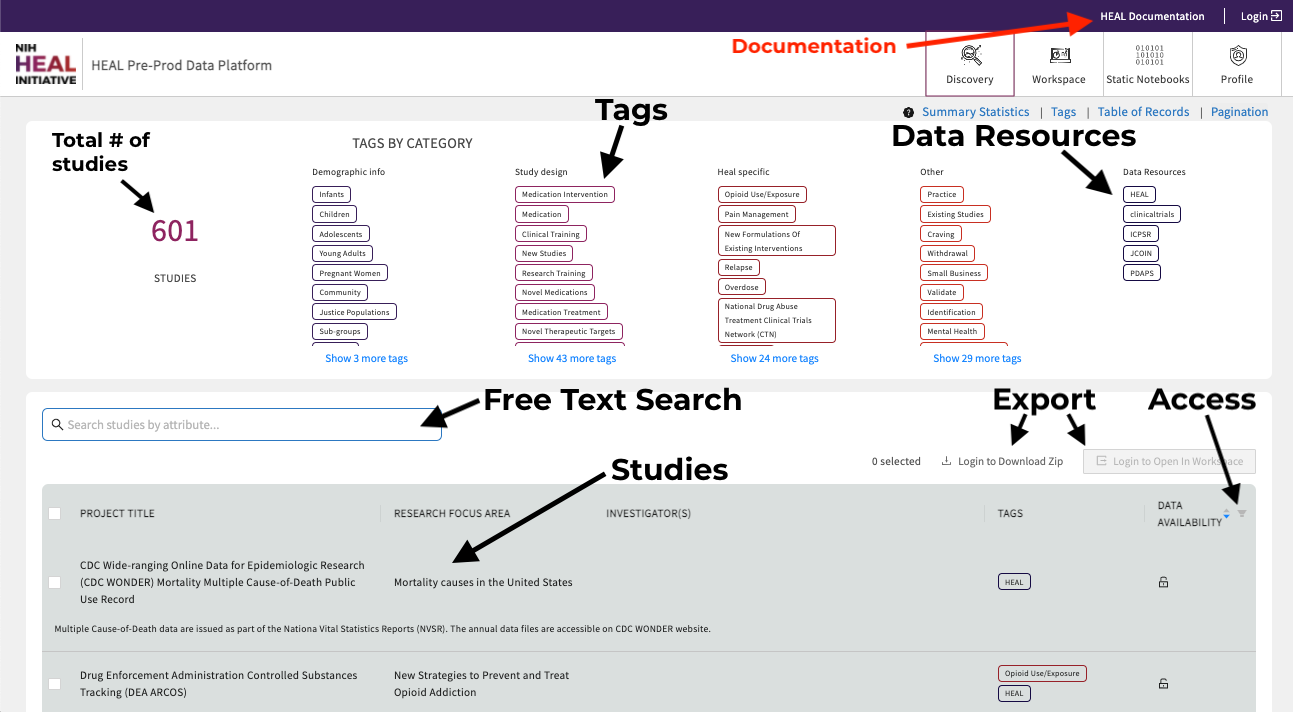 HEAL Documentation
Login
NIH
HEAL
INITIATIVE
HEAL Pre-Prod Data Platform
Documentation
010101
101010
010101
Discovery
Workspace
Static Notebooks
Profile
? Summary Statistics | Tags | Table of Records | Pagination
Total # of
studies
Tags
Data Resources
601
STUDIES
TAGS BY CATEGORY
Demographic info
Infants
Children
Adolescents
Young Adults
Pregnant Women
Community
Justice Populations
Sub-groups
Show 3 more tags
Study design
Medication Intervention
Medication
Clinical Training
New Studies
Research Training
Novel Medications
Medication Treatment
Novel Therapeutic Targets
Show 43 more tags
Heal specific
Opioid Use/Exposure
Pain Management
New Formulations Of
Existing Interventions
Relapse
Overdose
National Drug Abuse
Treatment Clinical Trials
Network (CTN)
Show 24 more tags
Other
Practice
Existing Studies
Craving
Withdrawal
Small Business
Validate
Identification
Mental Health
Show 29 more tags
Data Resources
HEAL
clinicaltrials
ICPSR
JCOIN
PDAPS
Search studies by attribute...
Free Text Search
Export
Access
Studies
0 selected
Login to Download Zip
Login to Open In Workspace
PROJECT TITLE
RESEARCH FOCUS AREA
INVESTIGATOR(S)
TAGS
DATA
AVAILABILITY
CDC Wide-ranging Online Data for Epidemiologic Research
(CDC WONDER) Mortality Multiple Cause-of-Death Public
Use Record
Mortality causes in the United States
HEAL
Multiple Cause-of-Death data are issued as part of the Nationa Vital Statistics Reports (NVSR). The annual data files are accessible on CDC WONDER website.
Drug Enforcement Administration Controlled Substances
Tracking (DEA ARCOS)
New Strategies to Prevent and Treat
Opioid Addiction
Opioid Use/Exposure
HEAL